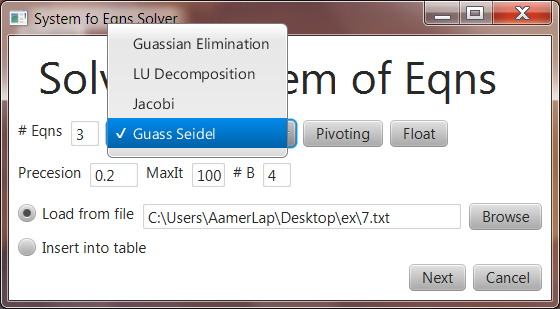 System fo Eqns Solver
Solv em of Eqns
Guassian Elimination
LU Decomposition
Jacobi
✓ Guass Seidel
# Eqns 3 Pivoting Float
Precesion 0.2 MaxIt 100 # B 4
Load from file C:\Users\AamerLap\Desktop\ex\7.txt Browse
Insert into table
Next Cancel